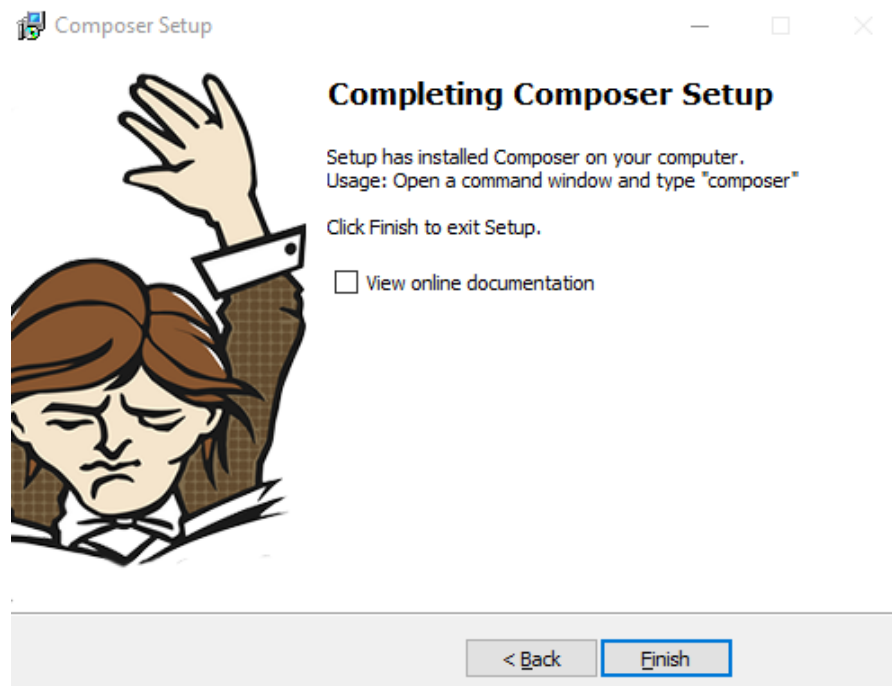 Composer Setup
Completing Composer Setup
Setup has installed Composer on your computer.
Usage: Open a command window and type "composer"
Click Finish to exit Setup.
View online documentation
< Back
Finish